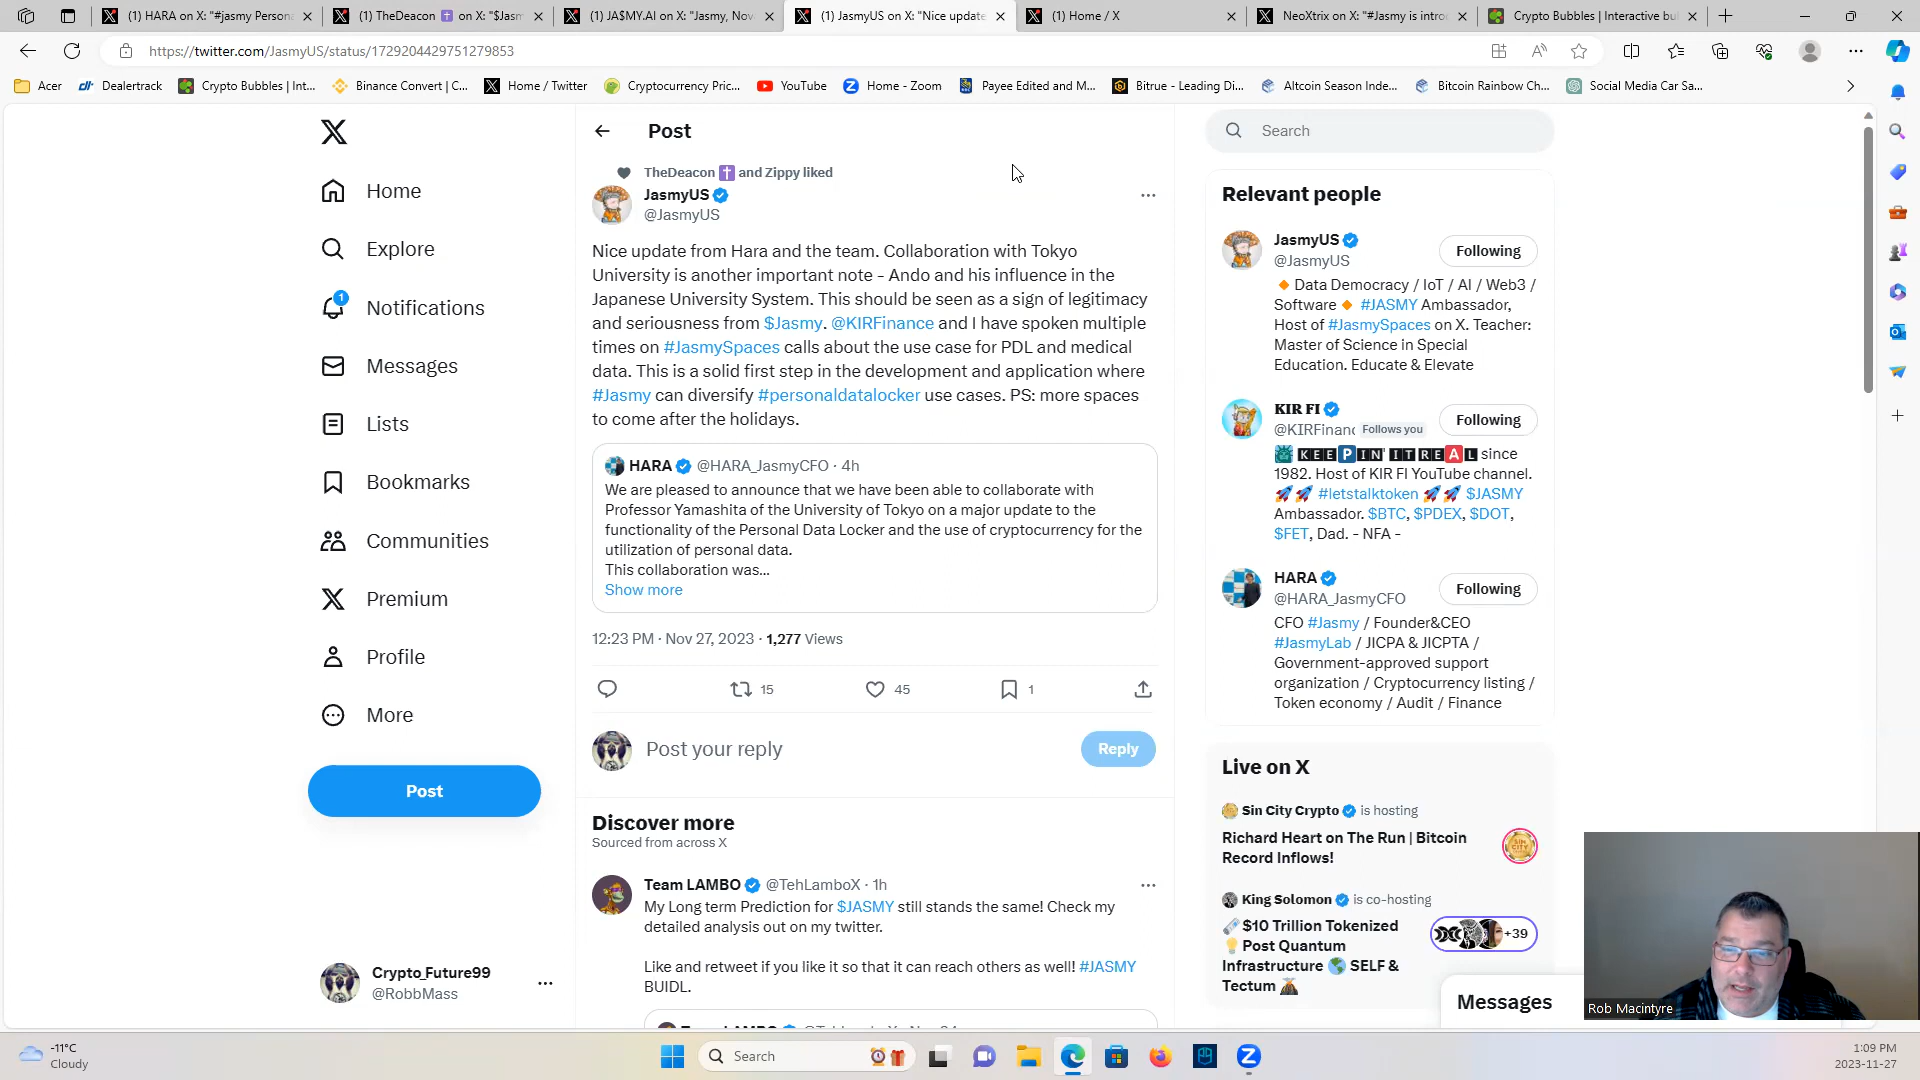 (1) HARA on X: "#jasmy Persona
(1) TheDeacon ✝ on X: "$Jasm
(1) JA$MY.AI on X: "Jasmy, Nov
(1) JasmyUS on X: "Nice update
(1) Home / X
NeoXtrix on X: "#Jasmy is intro
Crypto Bubbles | Interactive bu
https://twitter.com/JasmyUS/status/1729204429751279853
Acer
Dealertrack
Crypto Bubbles | Int...
Binance Convert | C...
Home / Twitter
Cryptocurrency Pric...
YouTube
Home - Zoom
Payee Edited and M...
Bitrue - Leading Di...
Altcoin Season Inde...
Bitcoin Rainbow Ch...
Social Media Car Sa...
Home
Explore
1
Notifications
Messages
Lists
Bookmarks
Communities
Premium
Profile
More
Post
Crypto_Future99
@RobbMass
Post
TheDeacon ✝ and Zippy liked
JasmyUS
@JasmyUS
Nice update from Hara and the team. Collaboration with Tokyo
University is another important note - Ando and his influence in the
Japanese University System. This should be seen as a sign of legitimacy
and seriousness from $Jasmy. @KIRFinance and I have spoken multiple
times on #JasmySpaces calls about the use case for PDL and medical
data. This is a solid first step in the development and application where
#Jasmy can diversify #personaldatalocker use cases. PS: more spaces
to come after the holidays.
HARA @HARA_JasmyCFO · 4h
We are pleased to announce that we have been able to collaborate with
Professor Yamashita of the University of Tokyo on a major update to the
functionality of the Personal Data Locker and the use of cryptocurrency for the
utilization of personal data.
This collaboration was...
Show more
12:23 PM · Nov 27, 2023 · 1,277 Views
15
45
1
Post your reply
Reply
Discover more
Sourced from across X
Team LAMBO @TehLamboX · 1h
My Long term Prediction for $JASMY still stands the same! Check my
detailed analysis out on my twitter.
Like and retweet if you like it so that it can reach others as well! #JASMY
BUIDL.
Search
Relevant people
JasmyUS
@JasmyUS
Following
🔸Data Democracy / IoT / AI / Web3 /
Software🔸 #JASMY Ambassador,
Host of #JasmySpaces on X. Teacher:
Master of Science in Special
Education. Educate & Elevate
KIR FI
@KIRFinanc Follows you
Following
🗽 KEE🅿IN' ITRE🅰L since
1982. Host of KIR FI YouTube channel.
🚀🚀 #letstalktoken 🚀🚀 $JASMY
Ambassador. $BTC, $PDEX, $DOT,
$FET, Dad. - NFA -
HARA
@HARA_JasmyCFO
Following
CFO #Jasmy / Founder&CEO
#JasmyLab / JICPA & JICPTA /
Government-approved support
organization / Cryptocurrency listing /
Token economy / Audit / Finance
Live on X
Sin City Crypto is hosting
Richard Heart on The Run | Bitcoin
Record Inflows!
SIN CITY
King Solomon is co-hosting
$10 Trillion Tokenized
💡Post Quantum
Infrastructure 🌎 SELF &
Tectum 🌋
+39
Messages
Rob Macintyre
-11°C
Cloudy
Search
1:09 PM
2023-11-27